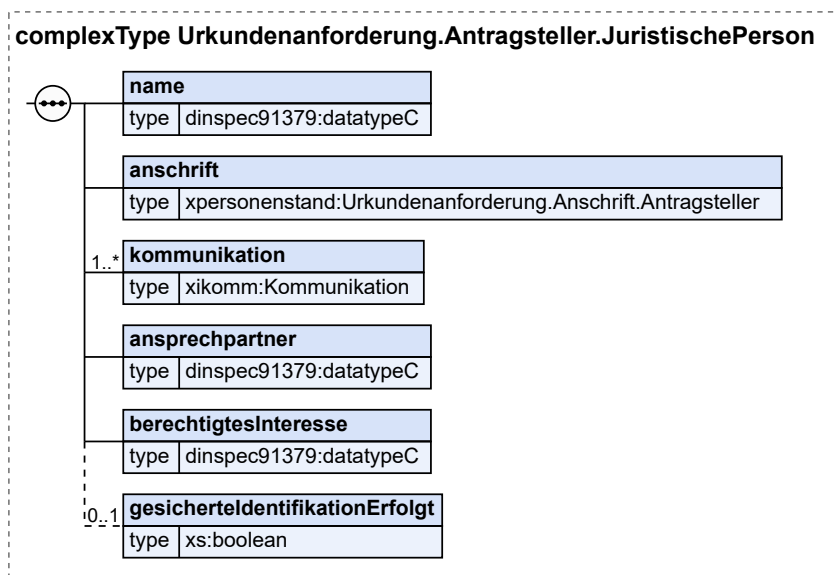 complexType Urkundenanforderung.Antragsteller.JuristischePerson
name
type dinspec91379:datatypeC
anschrift
type xpersonenstand:Urkundenanforderung.Anschrift.Antragsteller
1..* kommunikation
type xikomm:Kommunikation
ansprechpartner
type dinspec91379:datatypeC
berechtigtesInteresse
type dinspec91379:datatypeC
0..1 gesicherteIdentifikationErfolgt
type xs:boolean